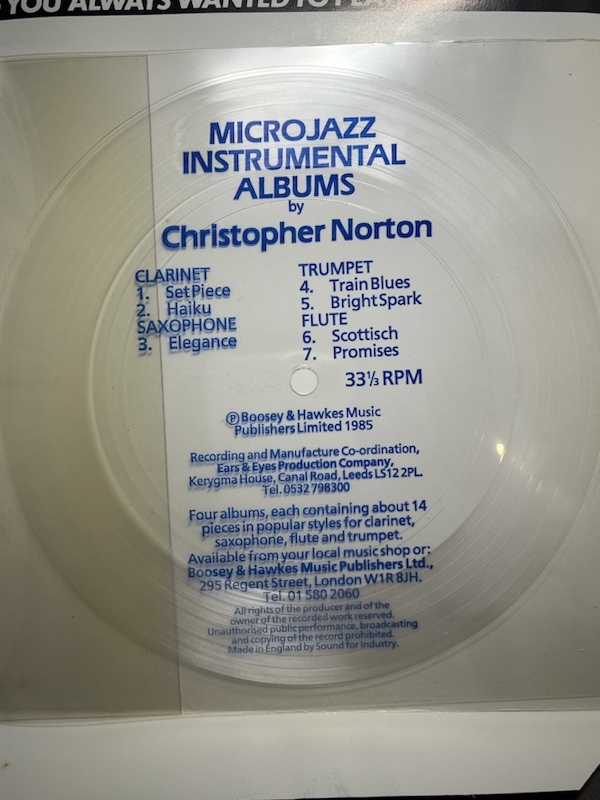 YOU ALWAYS WANTED TO
MICROJAZZ
INSTRUMENTAL
ALBUMS
by
Christopher Norton
CLARINET
1. Set Piece
2. Haiku
SAXOPHONE
3. Elegance
TRUMPET
4. Train Blues
5. Bright Spark
FLUTE
6. Scottisch
7. Promises
33⅓ RPM
Ⓟ Boosey & Hawkes Music
Publishers Limited 1985
Recording and Manufacture Co-ordination,
Ears & Eyes Production Company,
Kerygma House, Canal Road, Leeds LS12 2PL.
Tel. 0532 798300
Four albums, each containing about 14
pieces in popular styles for clarinet,
saxophone, flute and trumpet.
Available from your local music shop or:
Boosey & Hawkes Music Publishers Ltd.,
295 Regent Street, London W1R 8JH.
Tel. 01 580 2060
All rights of the producer and of the
owner of the recorded work reserved.
Unauthorised public performance, broadcasting
and copying of the record prohibited.
Made in England by Sound for Industry.